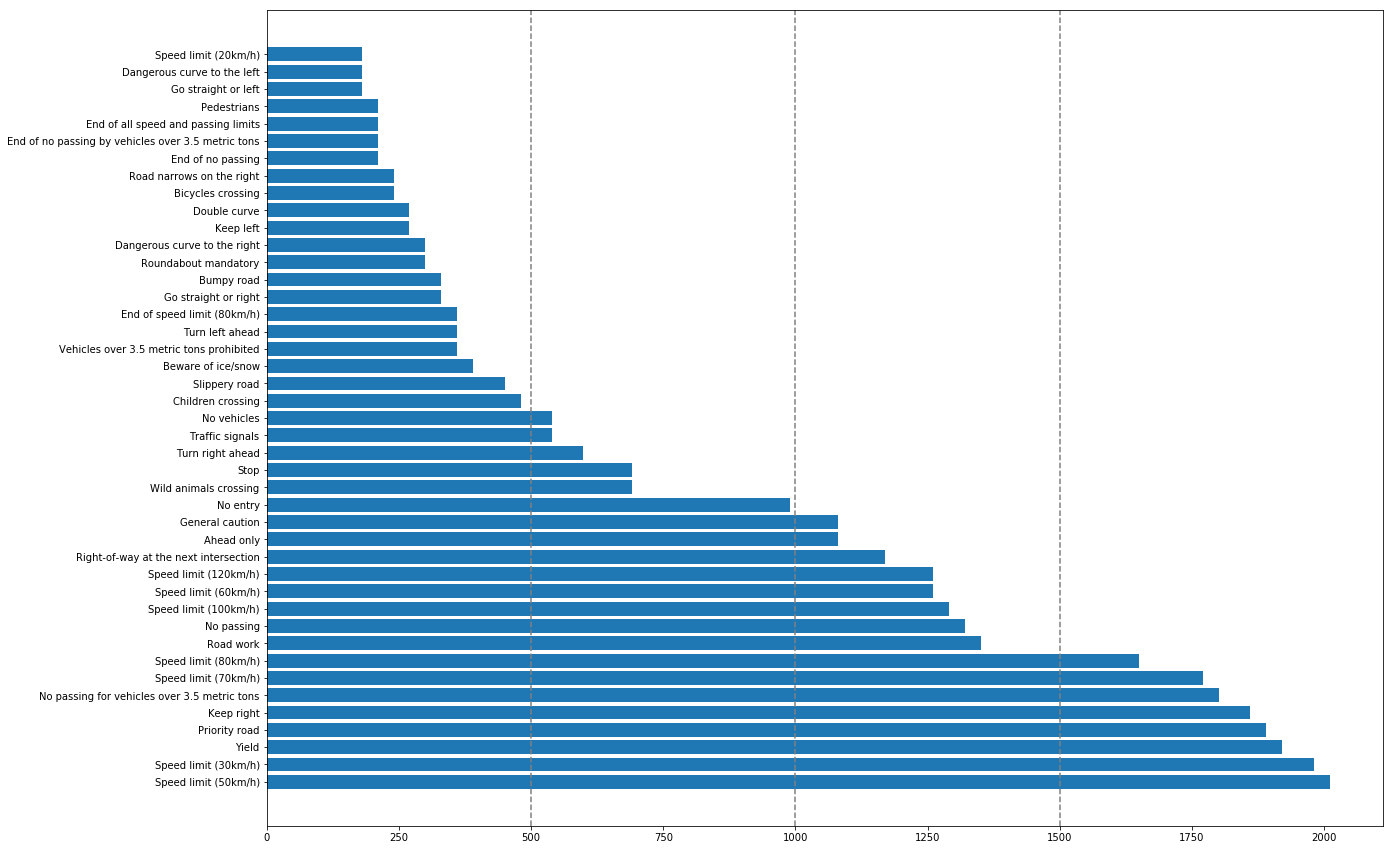 Speed limit (20km/h)
Dangerous curve to the left
Go straight or left
Pedestrians
End of all speed and passing limits
End of no passing by vehicles over 3.5 metric tons
End of no passing
Road narrows on the right
Bicycles crossing
Double curve
Keep left
Dangerous curve to the right
Roundabout mandatory
Bumpy road
Go straight or right
End of speed limit (80km/h)
Turn left ahead
Vehicles over 3.5 metric tons prohibited
Beware of ice/snow
Slippery road
Children crossing
No vehicles
Traffic signals
Turn right ahead
Stop
Wild animals crossing
No entry
General caution
Ahead only
Right-of-way at the next intersection
Speed limit (120km/h)
Speed limit (60km/h)
Speed limit (100km/h)
No passing
Road work
Speed limit (80km/h)
Speed limit (70km/h)
No passing for vehicles over 3.5 metric tons
Keep right
Priority road
Yield
Speed limit (30km/h)
Speed limit (50km/h)
0 250 500 750 1000 1250 1500 1750 2000